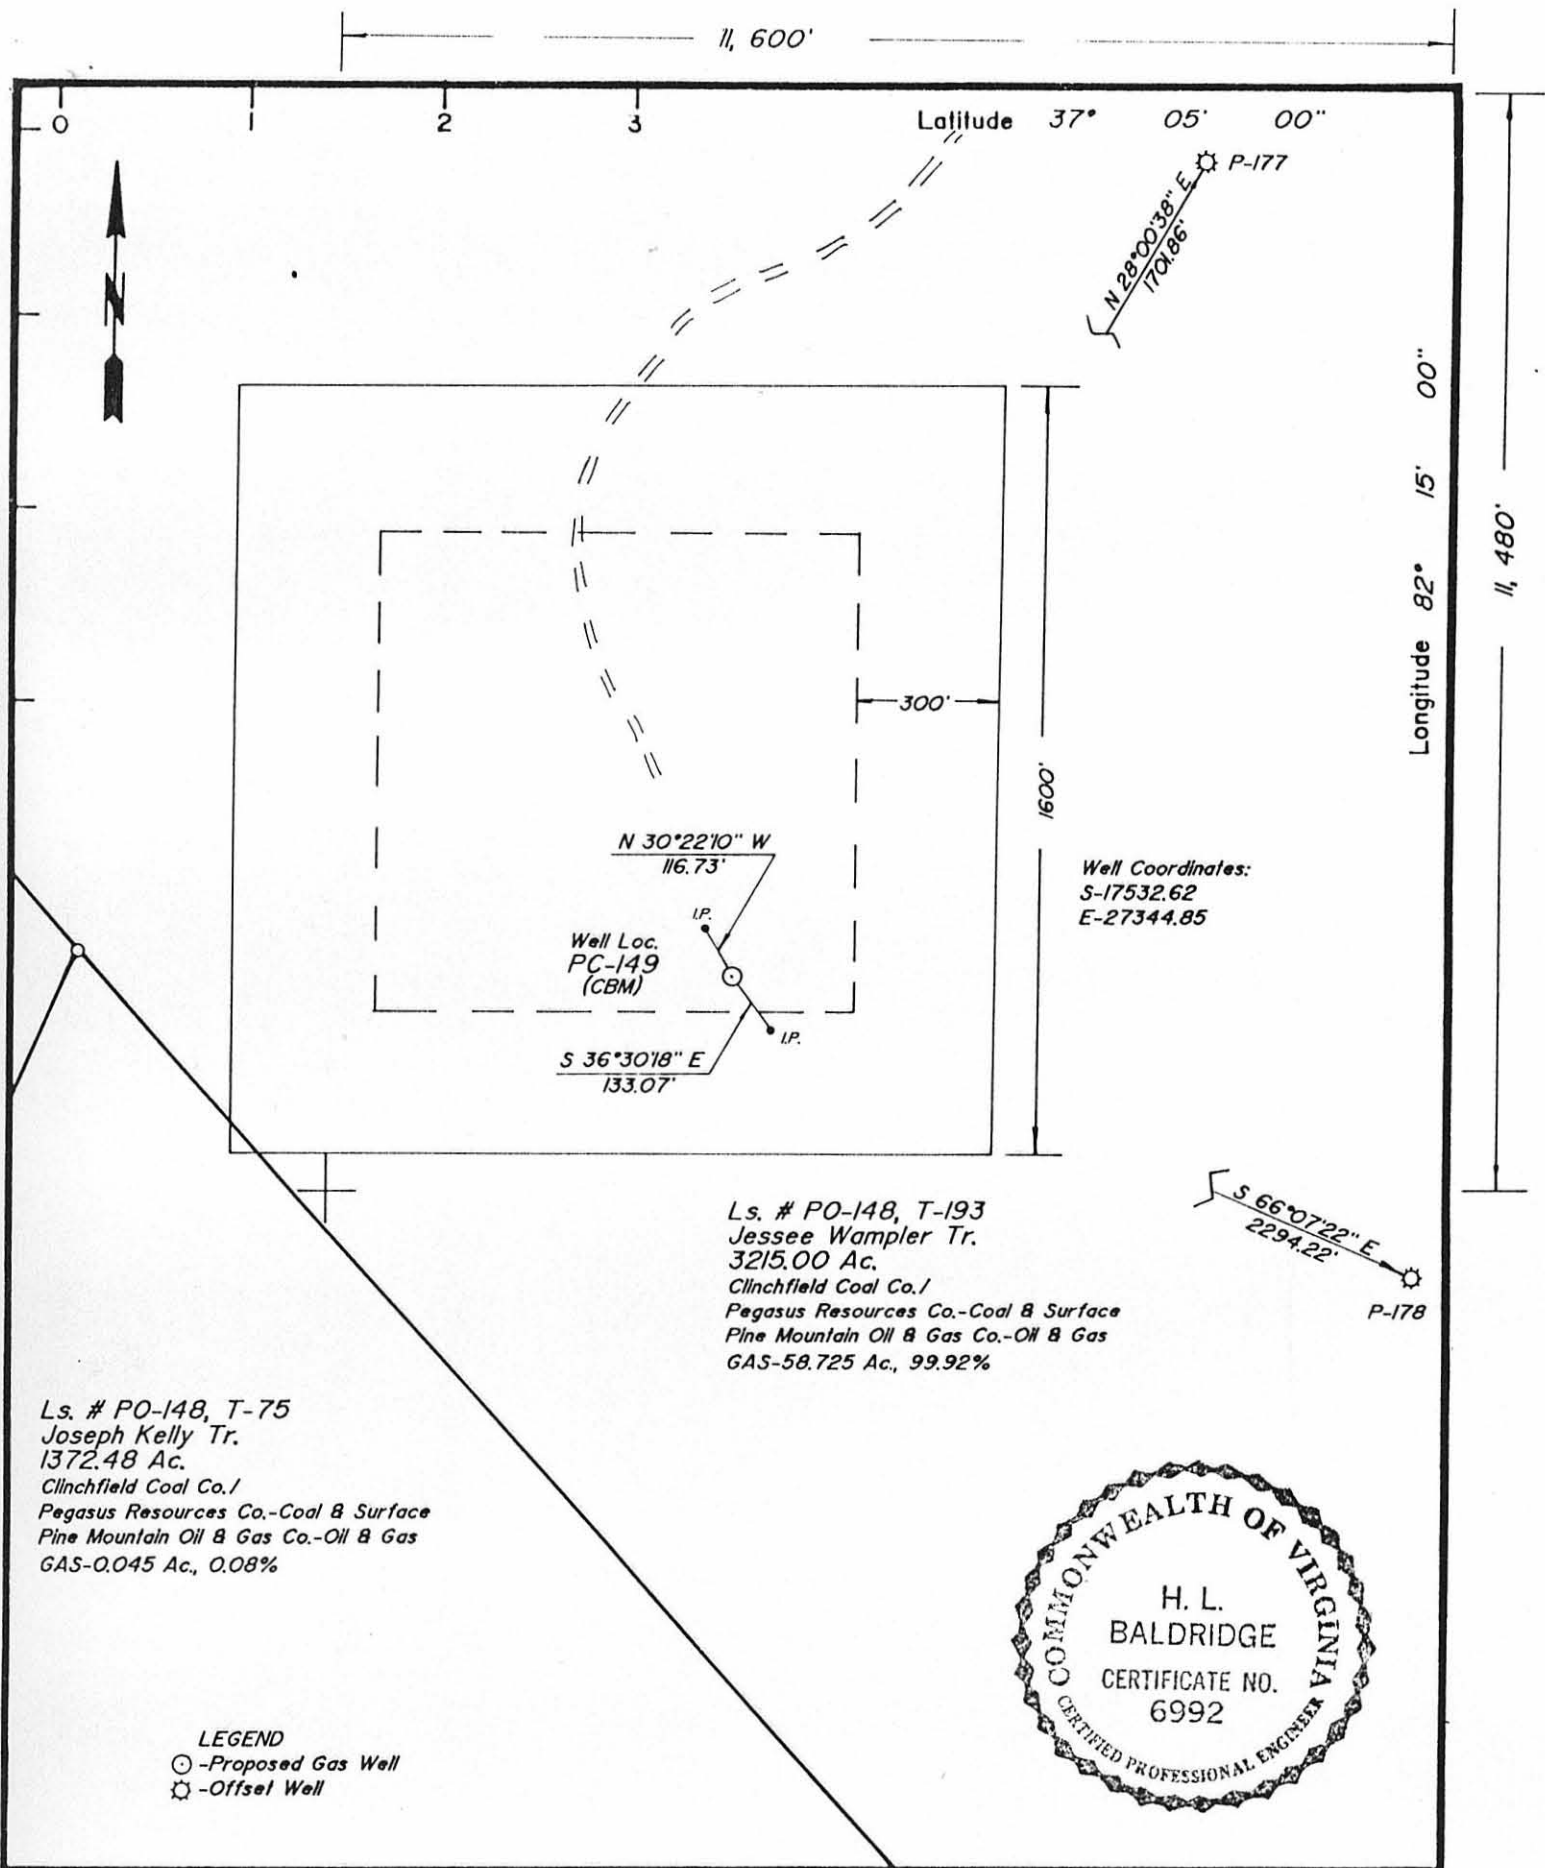 11,600'
0 1 2 3
Latitude 37° 05' 00"
P-177
N 28°00'38" E
1701.86'
N
Longitude 82° 15' 00"
11,480'
300'
1600'
N 30°22'10" W
116.73'
I.P.
Well Loc.
PC-149
(CBM)
I.P.
S 36°30'18" E
133.07'
Well Coordinates:
S-17532.62
E-27344.85
S 66°07'22" E
2294.22'
P-178
Ls. # PO-148, T-193
Jessee Wampler Tr.
3215.00 Ac.
Clinchfield Coal Co./
Pegasus Resources Co.-Coal & Surface
Pine Mountain Oil & Gas Co.-Oil & Gas
GAS-58.725 Ac., 99.92%
Ls. # PO-148, T-75
Joseph Kelly Tr.
1372.48 Ac.
Clinchfield Coal Co./
Pegasus Resources Co.-Coal & Surface
Pine Mountain Oil & Gas Co.-Oil & Gas
GAS-0.045 Ac., 0.08%
COMMONWEALTH OF VIRGINIA
H. L.
BALDRIDGE
CERTIFICATE NO.
6992
CERTIFIED PROFESSIONAL ENGINEER
LEGEND
-Proposed Gas Well
-Offset Well